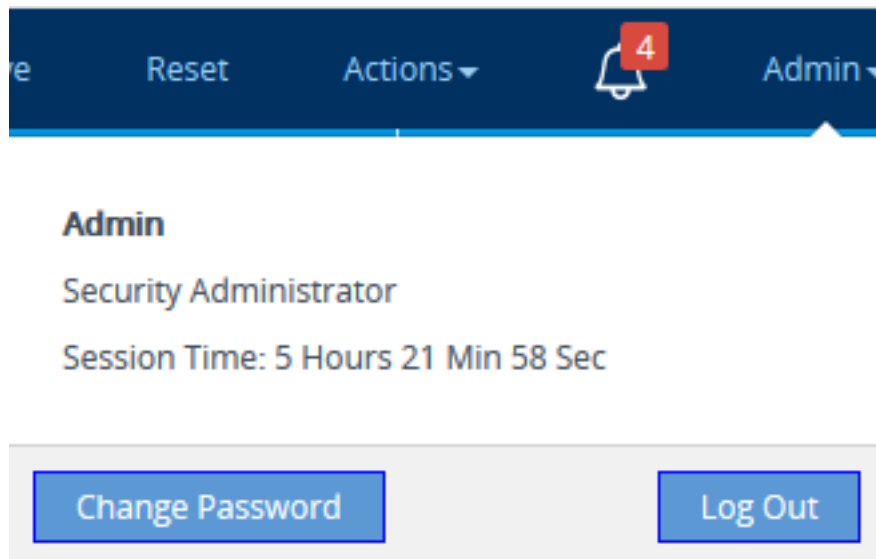 Reset Actions 4 Admin
Admin
Security Administrator
Session Time: 5 Hours 21 Min 58 Sec
Change Password Log Out